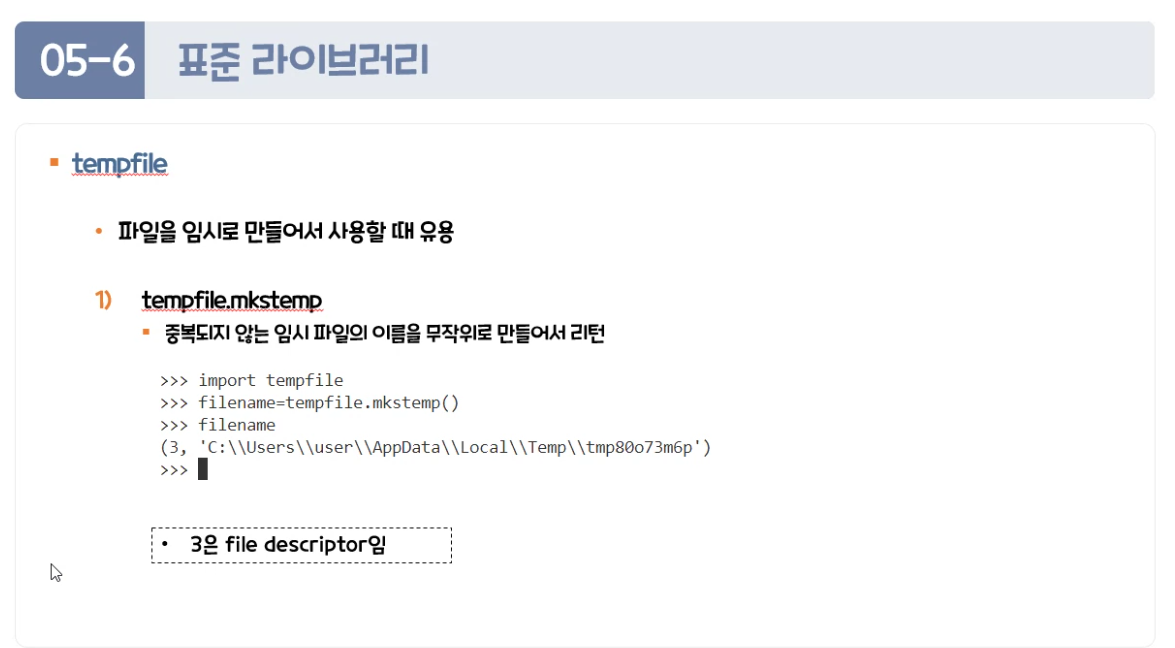 05-6 표준 라이브러리
tempfile
파일을 임시로 만들어서 사용할 때 유용
1) tempfile.mkstemp
중복되지 않는 임시 파일의 이름을 무작위로 만들어서 리턴
>>> import tempfile
>>> filename=tempfile.mkstemp()
>>> filename
(3, 'C:\\Users\\user\\AppData\\Local\\Temp\\tmp80o73m6p')
>>>
• 3은 file descriptor임